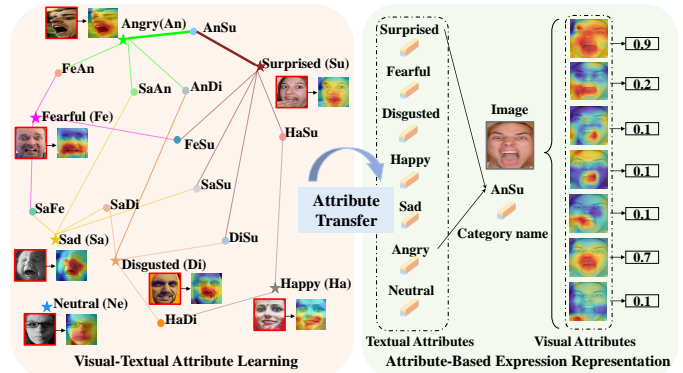 Angry(An)
AnSu
FeAn
SaAn
AnDi
Surprised (Su)
Fearful (Fe)
FeSu
HaSu
SaSu
SaFe
SaDi
Sad (Sa)
DiSu
Disgusted (Di)
Happy (Ha)
Neutral (Ne)
HaDi
Visual-Textual Attribute Learning
Attribute
Transfer
Surprised
Fearful
Disgusted
Happy
Sad
Angry
Neutral
Textual Attributes
Image
AnSu
Category name
0.9
0.2
0.1
0.1
0.1
0.7
0.1
Visual Attributes
Attribute-Based Expression Representation